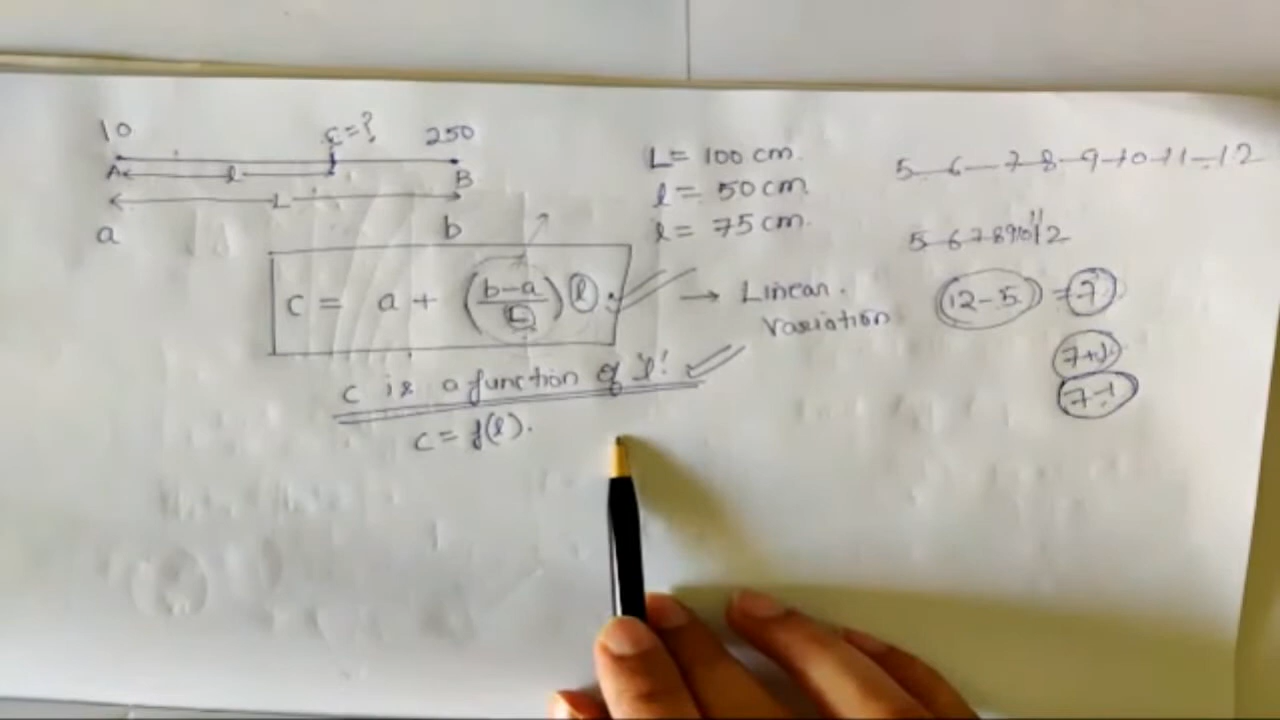 10 c=? 250
A l B
L
a b
c = a + (b-a/L) l.
→ Linear.
variation
c is a function of 'l'.
c = f(l).
L = 100 cm.
l = 50 cm.
l = 75 cm.
5-6-7-8-9-10-11-12
5 6 7 8 9 10 11 12
(12-5) = 7
7+1
7-1